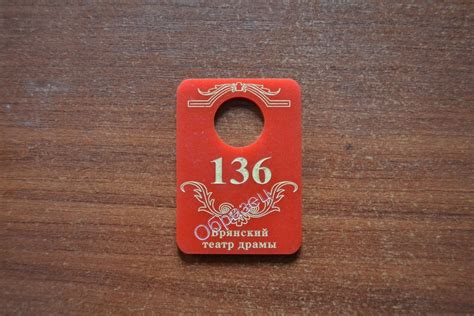 136
Образец
Брянский
театр драмы